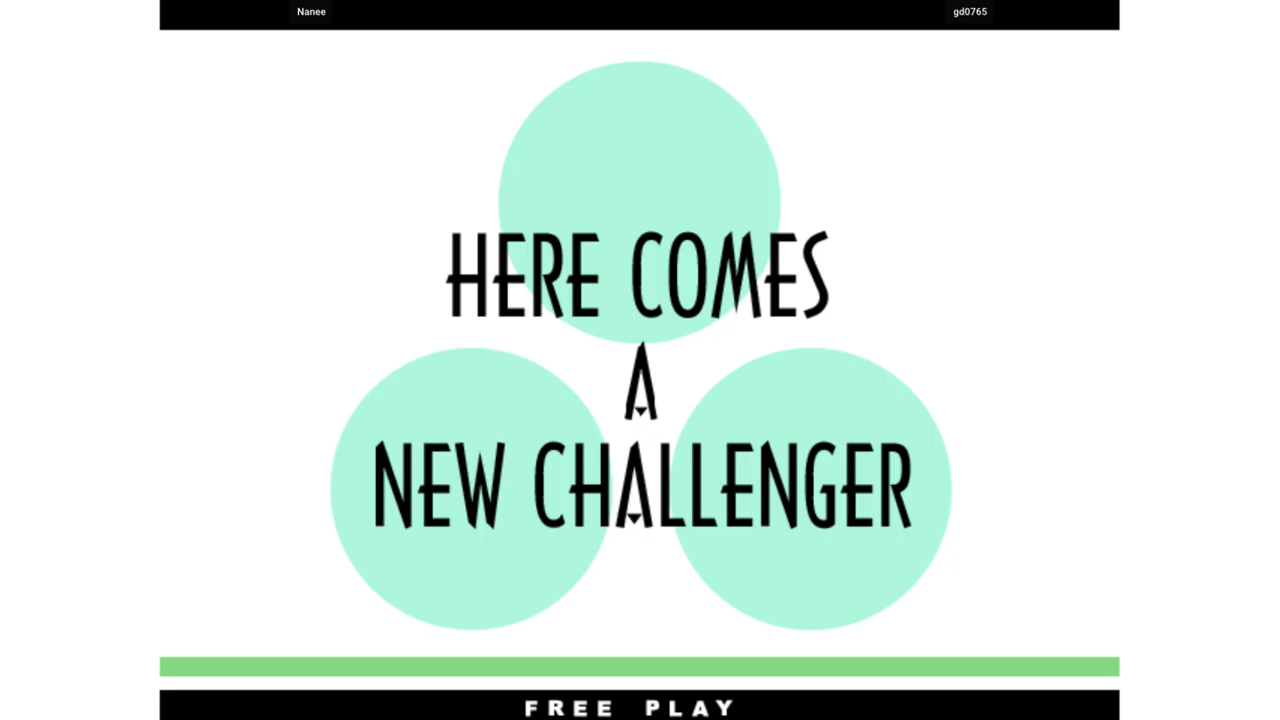 Nanee
gd0765
HERE COMES
A
NEW CHALLENGER
FREE PLAY